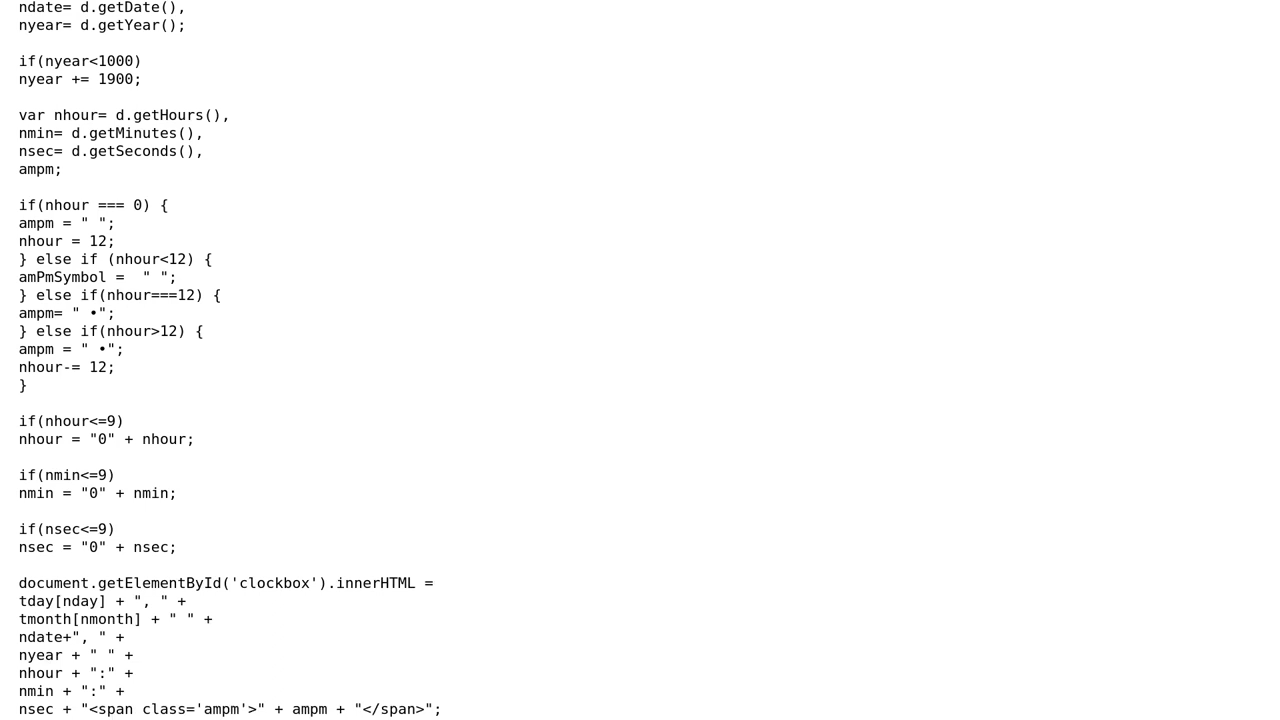 ndate= d.getDate(),
nyear= d.getYear();

if(nyear<1000)
nyear += 1900;

var nhour= d.getHours(),
nmin= d.getMinutes(),
nsec= d.getSeconds(),
ampm;

if(nhour === 0) {
ampm = " ";
nhour = 12;
} else if (nhour<12) {
amPmSymbol =  " ";
} else if(nhour===12) {
ampm= " •";
} else if(nhour>12) {
ampm = " •";
nhour-= 12;
}

if(nhour<=9)
nhour = "0" + nhour;

if(nmin<=9)
nmin = "0" + nmin;

if(nsec<=9)
nsec = "0" + nsec;

document.getElementById('clockbox').innerHTML =
tday[nday] + ", " +
tmonth[nmonth] + " " +
ndate+", " +
nyear + " " +
nhour + ":" +
nmin + ":" +
nsec + "<span class='ampm'>" + ampm + "</span>";